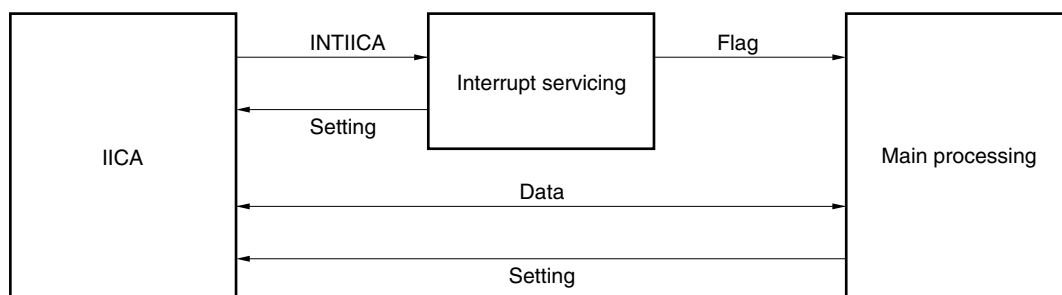 INTIICA
Flag
Interrupt servicing
Setting
IICA
Main processing
Data
Setting